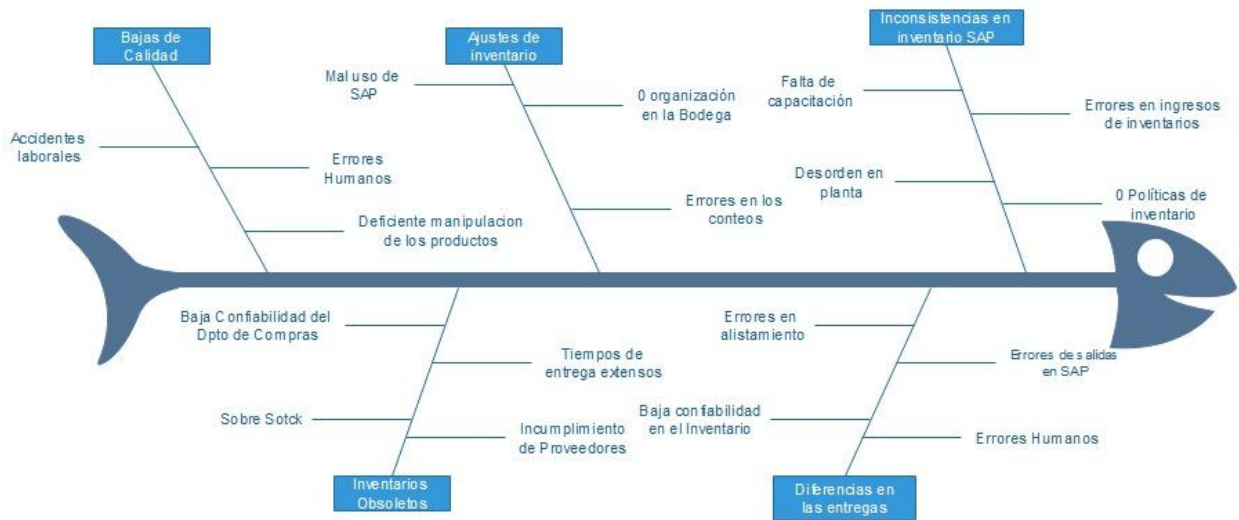 Bajas de
Calidad
Ajustes de
inventario
Inconsistencias en
inventario SAP
Mal uso de
SAP
0 organización
en la Bodega
Falta de
capacitación
Errores en ingresos
de inventarios
Accidentes
laborales
Errores
Humanos
Desorden en
planta
Deficiente manipulacion
de los productos
Errores en los
conteos
0 Políticas de
inventario
Baja Confiabilidad del
Dpto de Compras
Errores en
alistamiento
Tiempos de
entrega extensos
Errores de salidas
en SAP
Sobre Sotck
Incumplimiento
de Proveedores
Baja confiabilidad
en el Inventario
Errores Humanos
Inventarios
Obsoletos
Diferencias en
las entregas